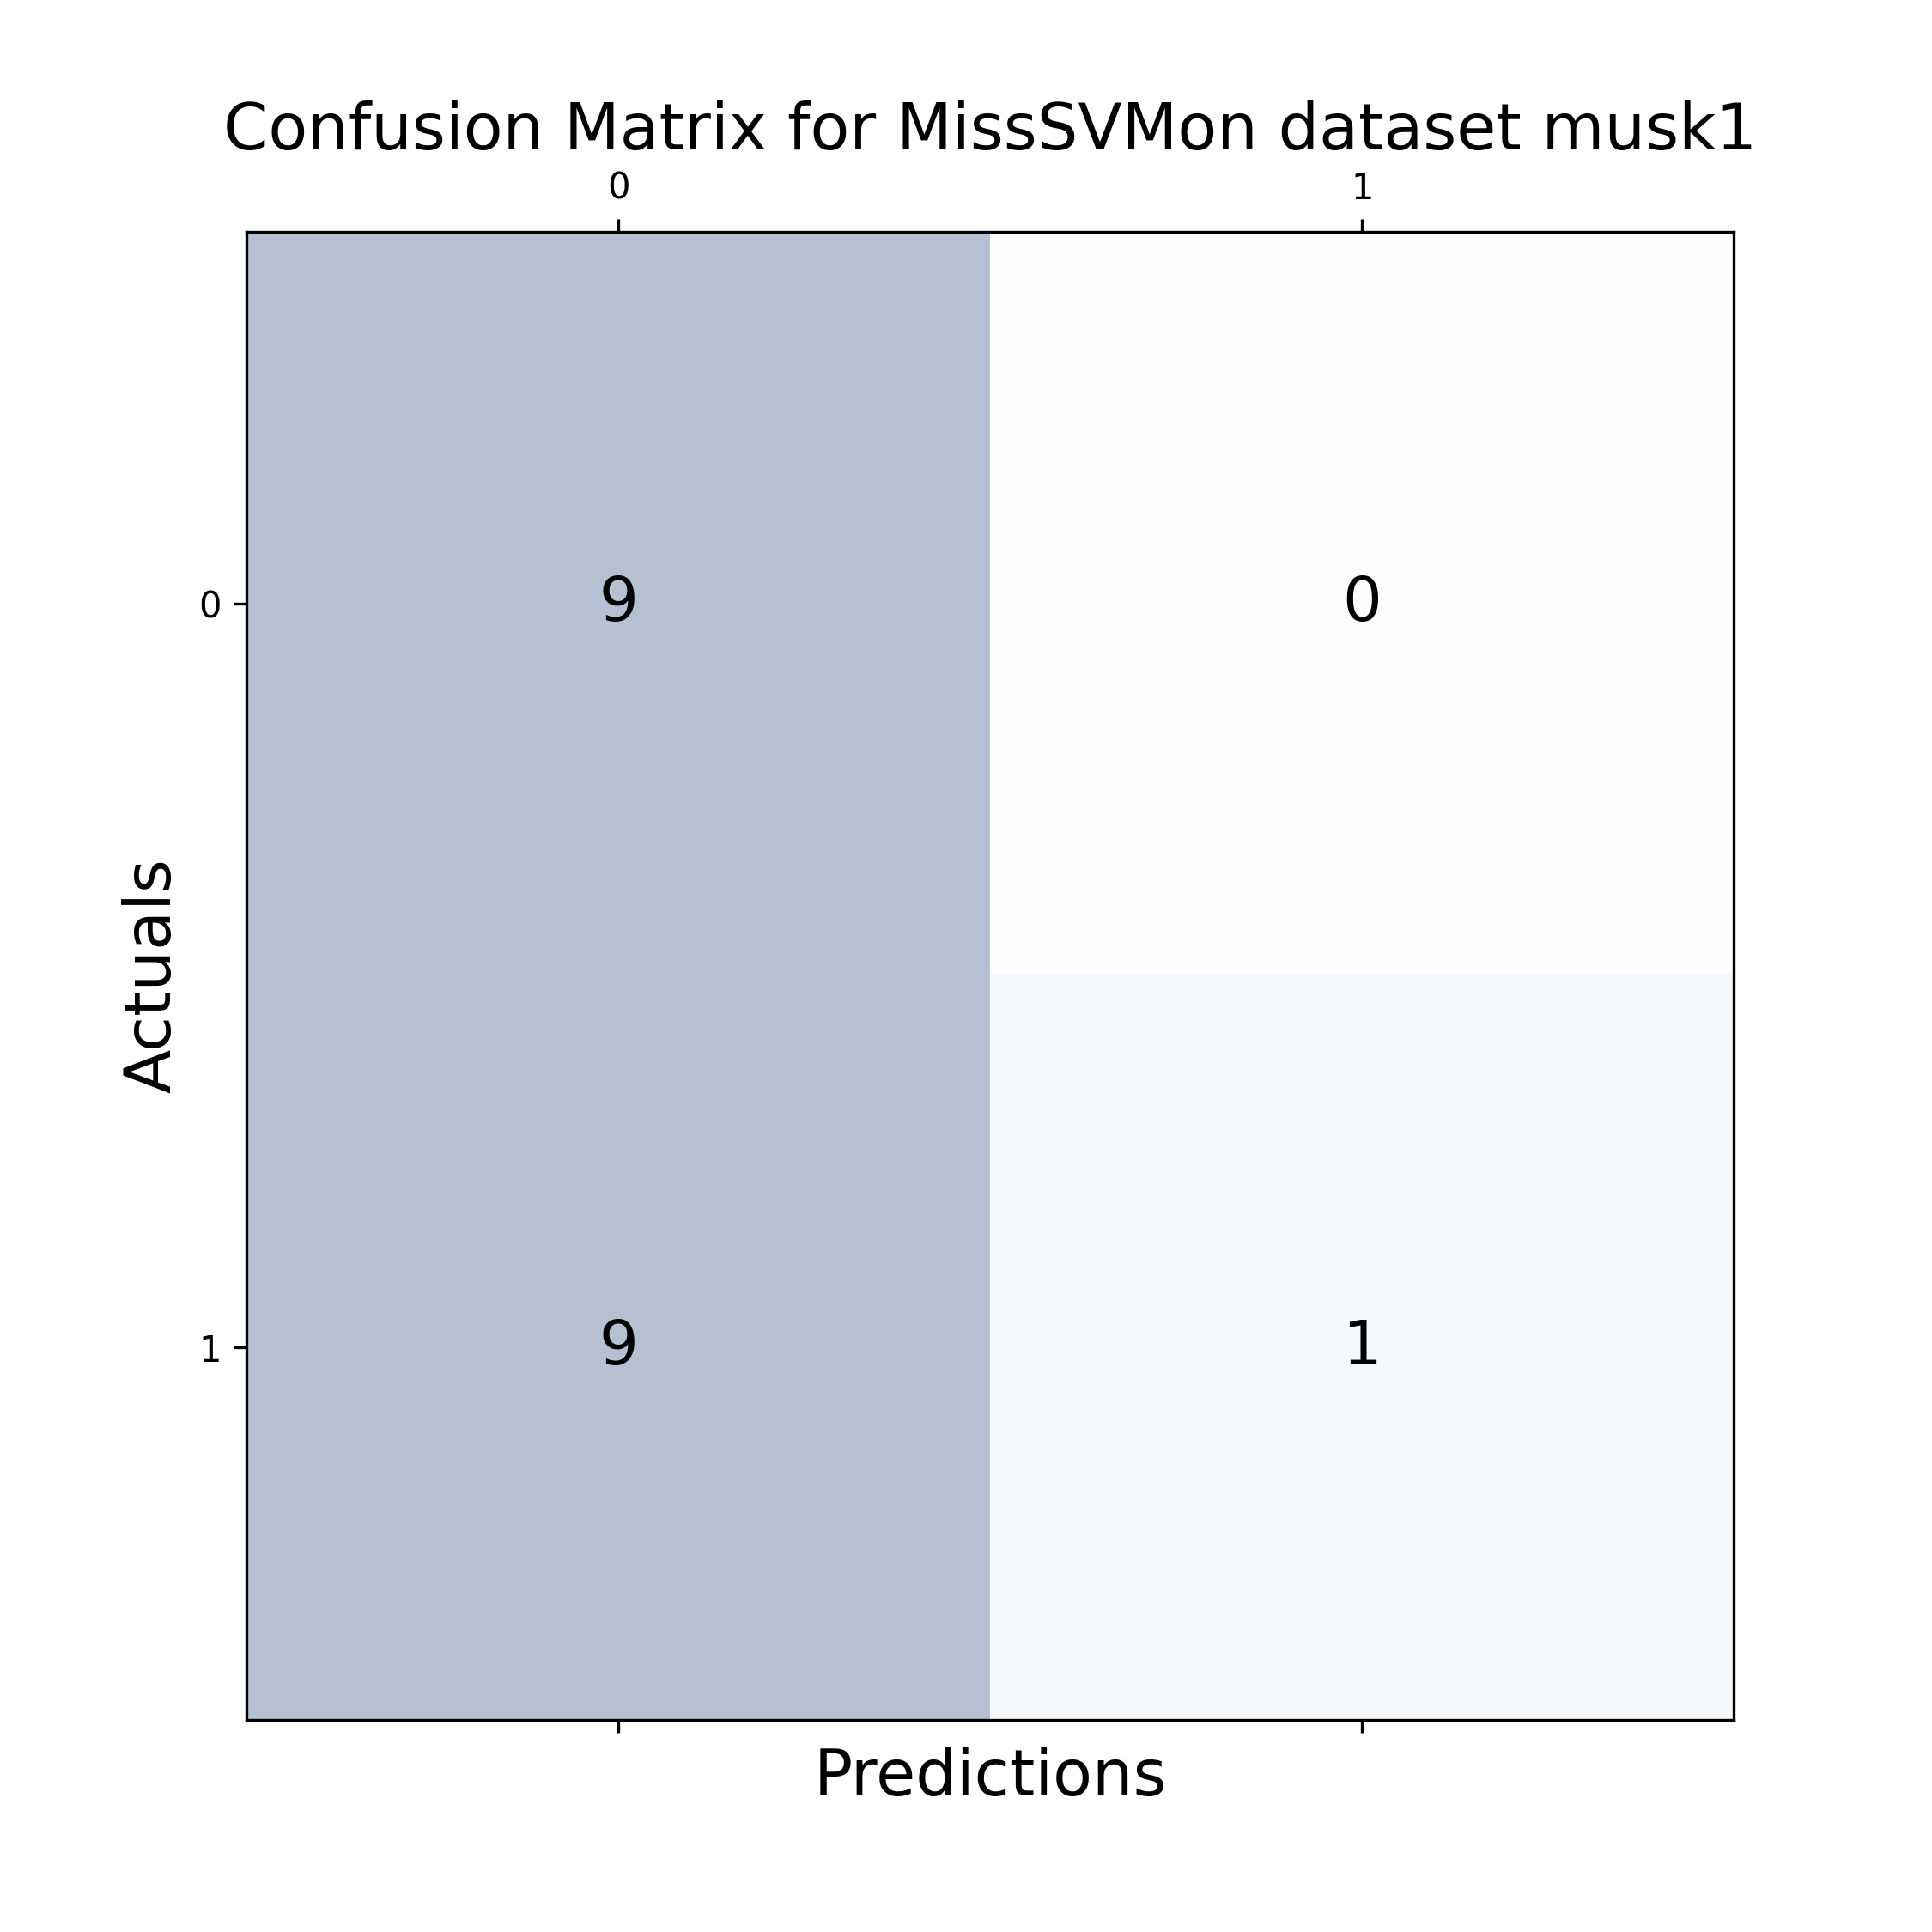 Confusion Matrix for MissSVMon dataset musk1
0 1
0 9 0
Actuals
1 9 1
Predictions